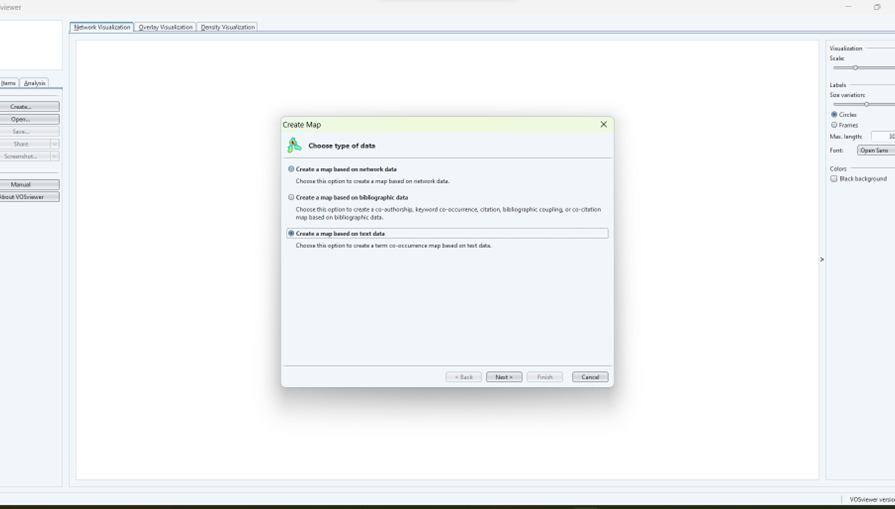 viewer
Network Visualization Overlay Visualization Density Visualization
Items Analysis
Create...
Open...
Save...
Share
Screenshot...
Manual
About VOSviewer
Create Map
Choose type of data
Create a map based on network data
Choose this option to create a map based on network data.
Create a map based on bibliographic data
Choose this option to create a co-authorship, keyword co-occurrence, citation, bibliographic coupling, or co-citation
map based on bibliographic data.
Create a map based on text data
Choose this option to create a term co-occurrence map based on text data.
< Back Next > Finish Cancel
Visualization
Scale:
Labels
Size variation:
Circles
Frames
Max. length: 30
Font: Open Sans
Colors
Black background
>
VOSviewer versio